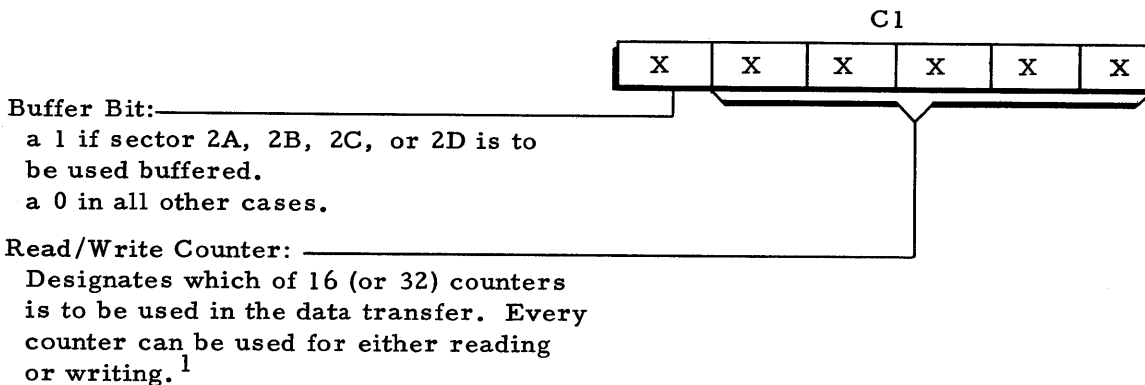 C1
X X X X X X
Buffer Bit:
a 1 if sector 2A, 2B, 2C, or 2D is to
be used buffered.
a 0 in all other cases.
Read/Write Counter:
Designates which of 16 (or 32) counters
is to be used in the data transfer. Every
counter can be used for either reading
or writing. 1